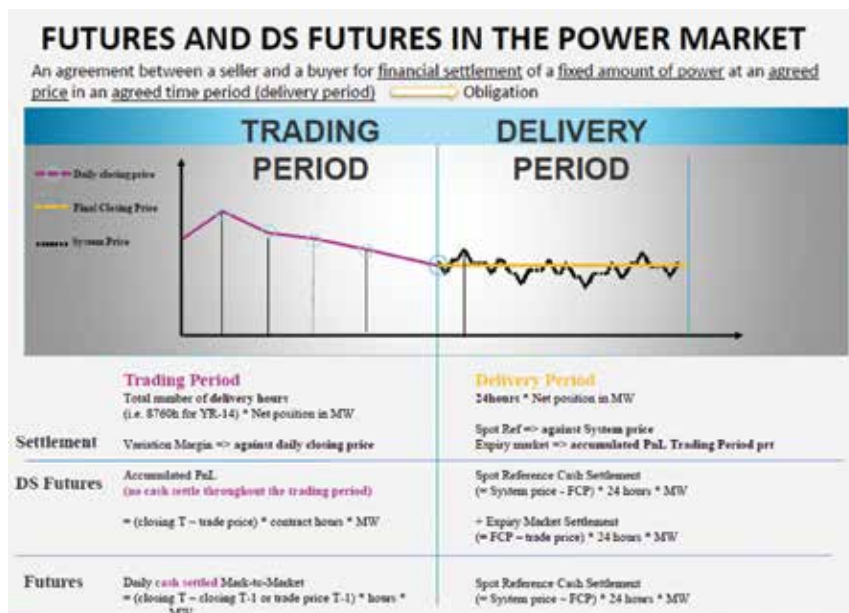 FUTURES AND DS FUTURES IN THE POWER MARKET
An agreement between a seller and a buyer for financial settlement of a fixed amount of power at an agreed
price in an agreed time period (delivery period) Obligation
TRADING
PERIOD
DELIVERY
PERIOD
Daily closing price
Final Closing Price
System Price
Trading Period
Total number of delivery hours
(i.e. 8760h for YR-14) * Net position in MW
Delivery Period
24hours * Net position in MW
Settlement
Variation Margin => against daily closing price
Spot Ref => against System price
Expiry market => accumulated PnL Trading Period prt
DS Futures
Accumulated PnL
(no cash settle throughout the trading period)
= (closing T – trade price) * contract hours * MW
Spot Reference Cash Settlement
(= System price - FCP) * 24 hours * MW
+ Expiry Market Settlement
(= FCP – trade price) * 24 hours * MW
Futures
Daily cash settled Mark-to-Market
= (closing T – closing T-1 or trade price T-1) * hours *
MW
Spot Reference Cash Settlement
(= System price – FCP) * 24 hours * MW